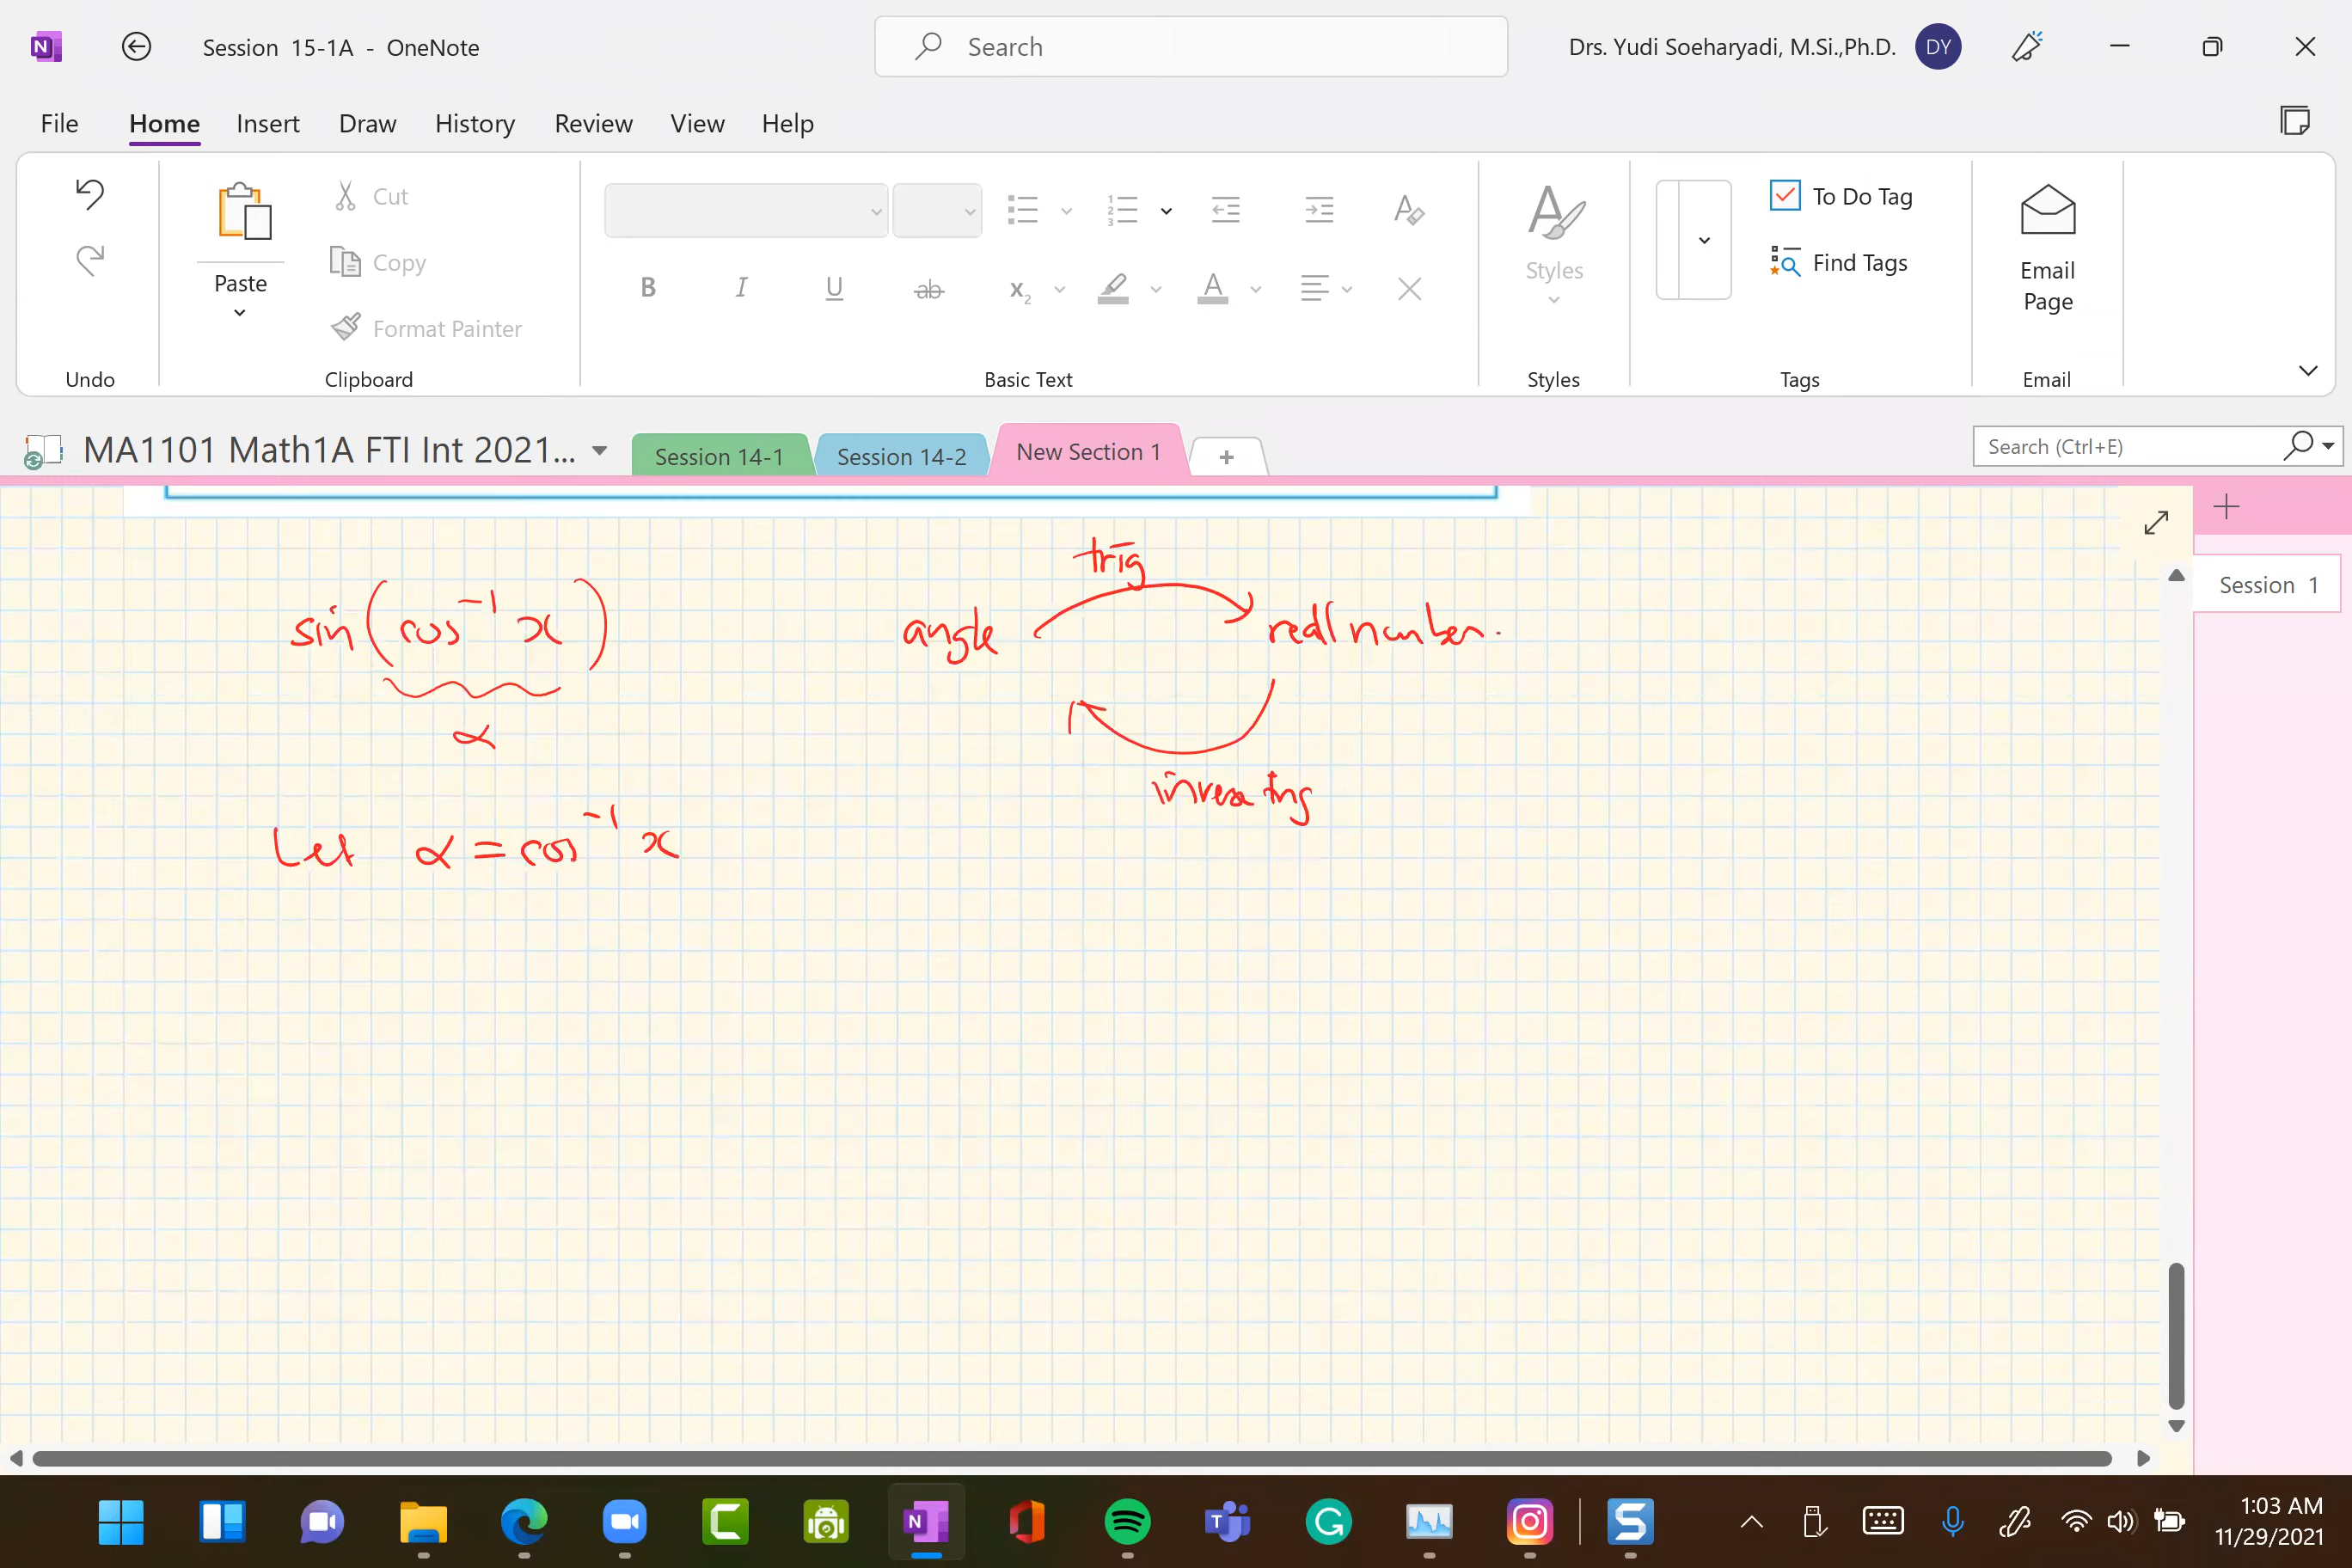 Session 15-1A - OneNote
Search
Drs. Yudi Soeharyadi, M.Si.,Ph.D.
DY
File Home Insert Draw History Review View Help
Paste
Cut
Copy
Format Painter
B I U ab x₂ A
Styles
To Do Tag
Find Tags
Email Page
Undo Clipboard Basic Text Styles Tags Email
MA1101 Math1A FTI Int 2021...
Session 14-1 Session 14-2 New Section 1 +
Search (Ctrl+E)
Session 1
trig
sin (cos⁻¹ x) angle real number.
α
invers trig
Let α = cos⁻¹ x
1:03 AM
11/29/2021